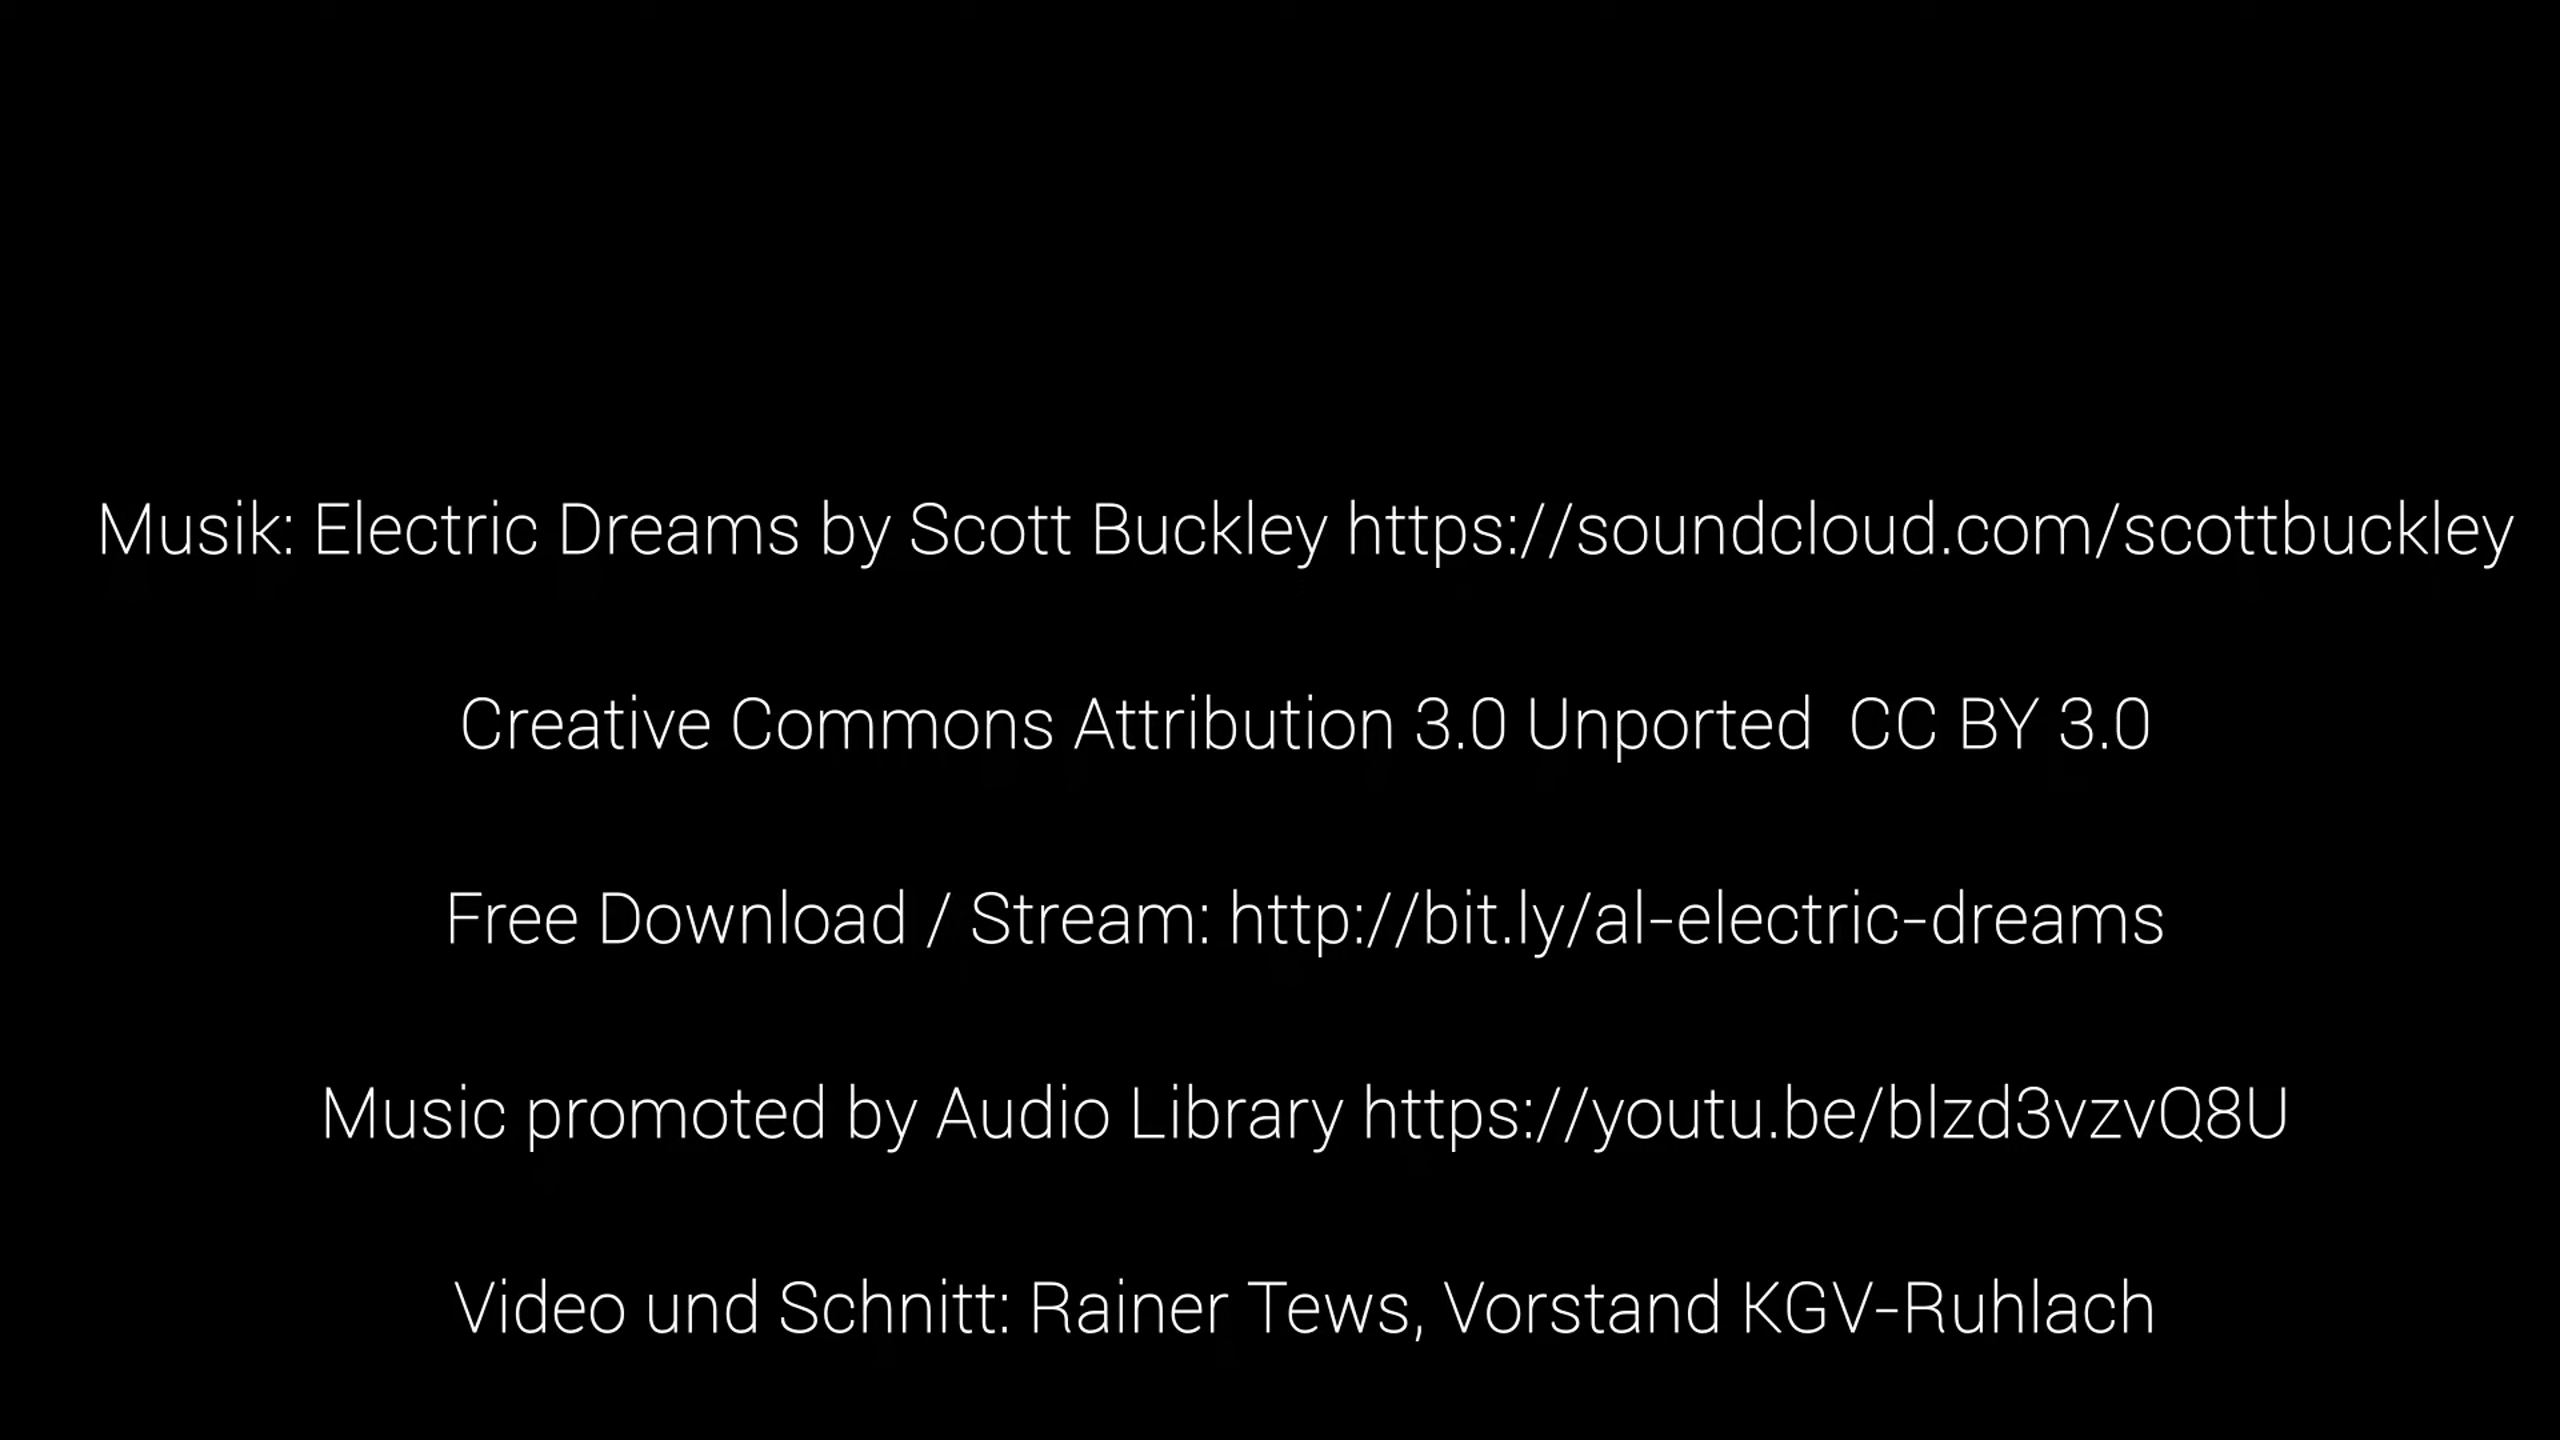 Musik: Electric Dreams by Scott Buckley https://soundcloud.com/scottbuckley
Creative Commons Attribution 3.0 Unported  CC BY 3.0
Free Download / Stream: http://bit.ly/al-electric-dreams
Music promoted by Audio Library https://youtu.be/blzd3vzvQ8U
Video und Schnitt: Rainer Tews, Vorstand KGV-Ruhlach